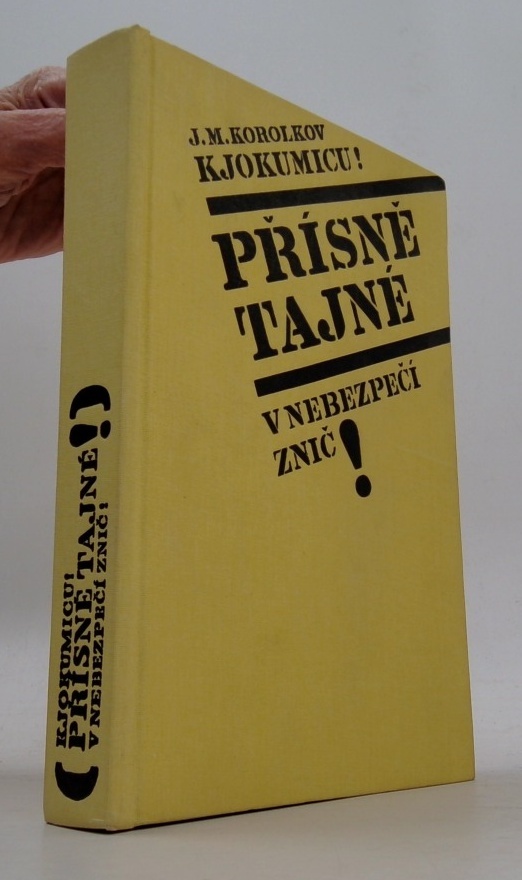 J.M.KOROLKOV
KJOKUMICU!
PŘÍSNĚ
TAJNÉ
V NEBEZPEČÍ
ZNIČ!
KJOKUMICU!
(PŘÍSNĚ TAJNÉ!)
V NEBEZPEČÍ ZNIČ!